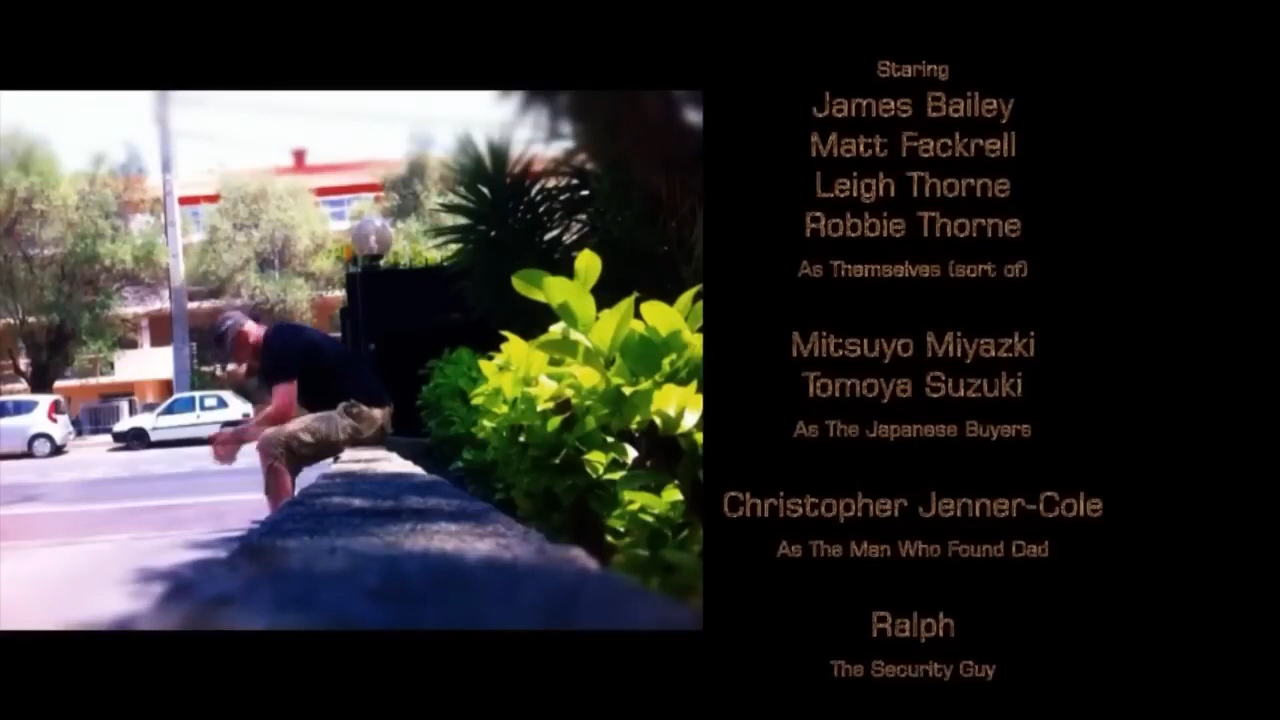 Staring
James Bailey
Matt Fackrell
Leigh Thorne
Robbie Thorne
As Themselves (sort of)
Mitsuyo Miyazki
Tomoya Suzuki
As The Japanese Buyers
Christopher Jenner-Cole
As The Man Who Found Dad
Ralph
The Security Guy